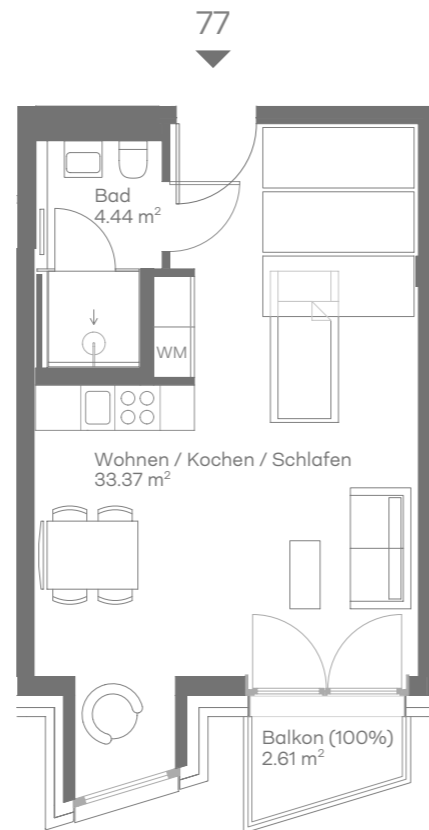 77
Bad
4.44 m²
WM
Wohnen / Kochen / Schlafen
33.37 m²
Balkon (100%)
2.61 m²